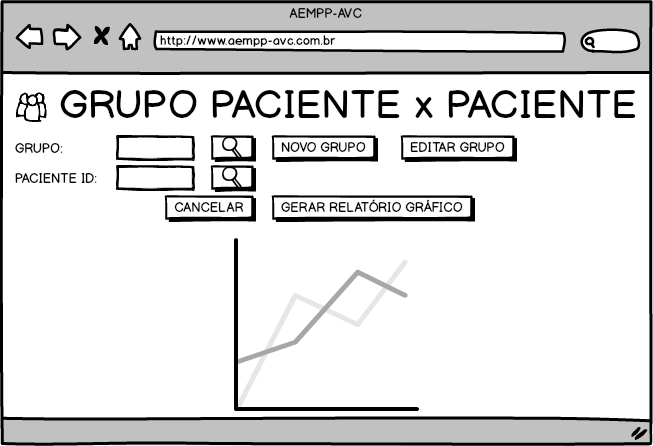 AEMPP-AVC
http://www.aempp-avc.com.br
GRUPO PACIENTE x PACIENTE
GRUPO: NOVO GRUPO EDITAR GRUPO
PACIENTE ID:
CANCELAR GERAR RELATÓRIO GRÁFICO